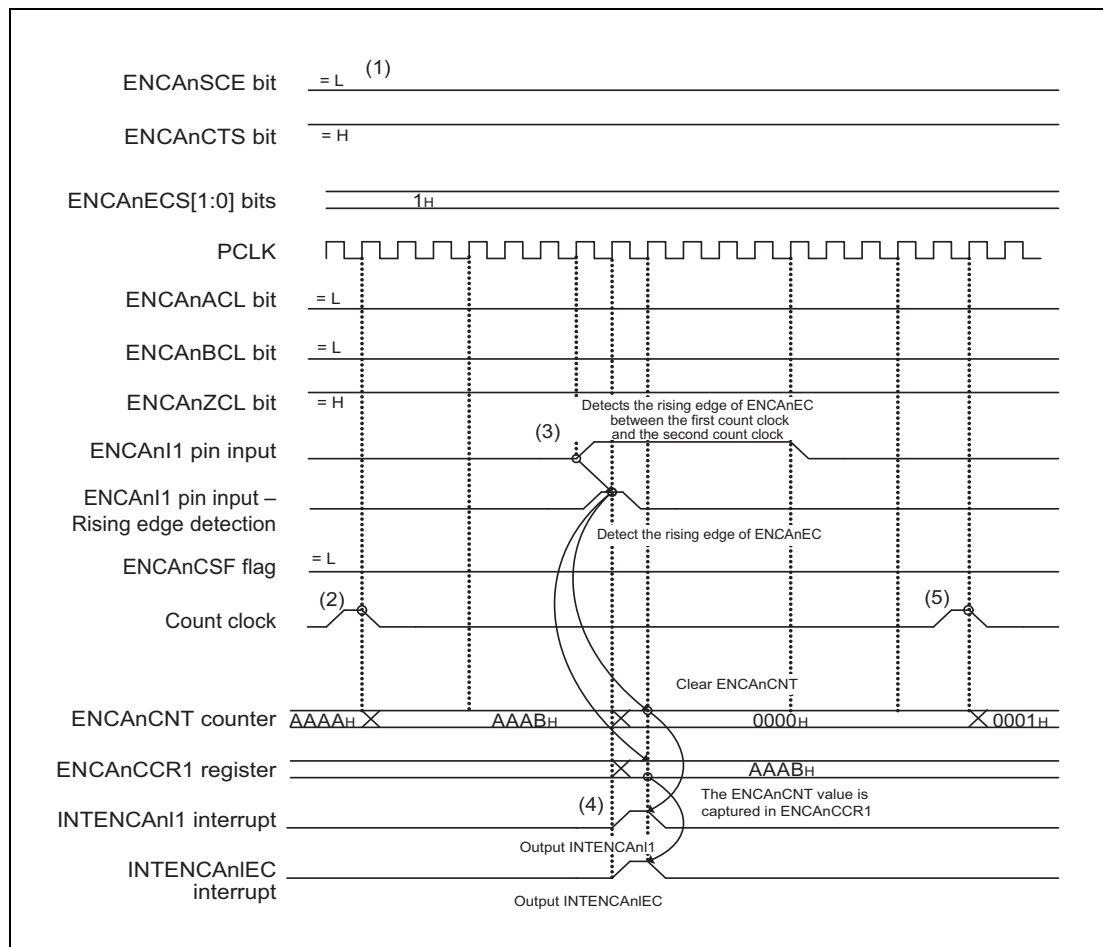 ENCAnSCE bit = L (1)
ENCAnCTS bit = H
ENCAnECS[1:0] bits 1H
PCLK
ENCAnACL bit = L
ENCAnBCL bit = L
ENCAnZCL bit = H
Detects the rising edge of ENCAnEC
between the first count clock
and the second count clock
ENCAnI1 pin input (3)
ENCAnI1 pin input –
Rising edge detection
Detect the rising edge of ENCAnEC
ENCAnCSF flag = L
Count clock (2) (5)
Clear ENCAnCNT
ENCAnCNT counter AAAAH AAABH 0000H 0001H
ENCAnCCR1 register AAABH
The ENCAnCNT value is
captured in ENCAnCCR1
INTENCAnI1 interrupt (4)
Output INTENCAnI1
INTENCAnIEC
interrupt
Output INTENCAnIEC